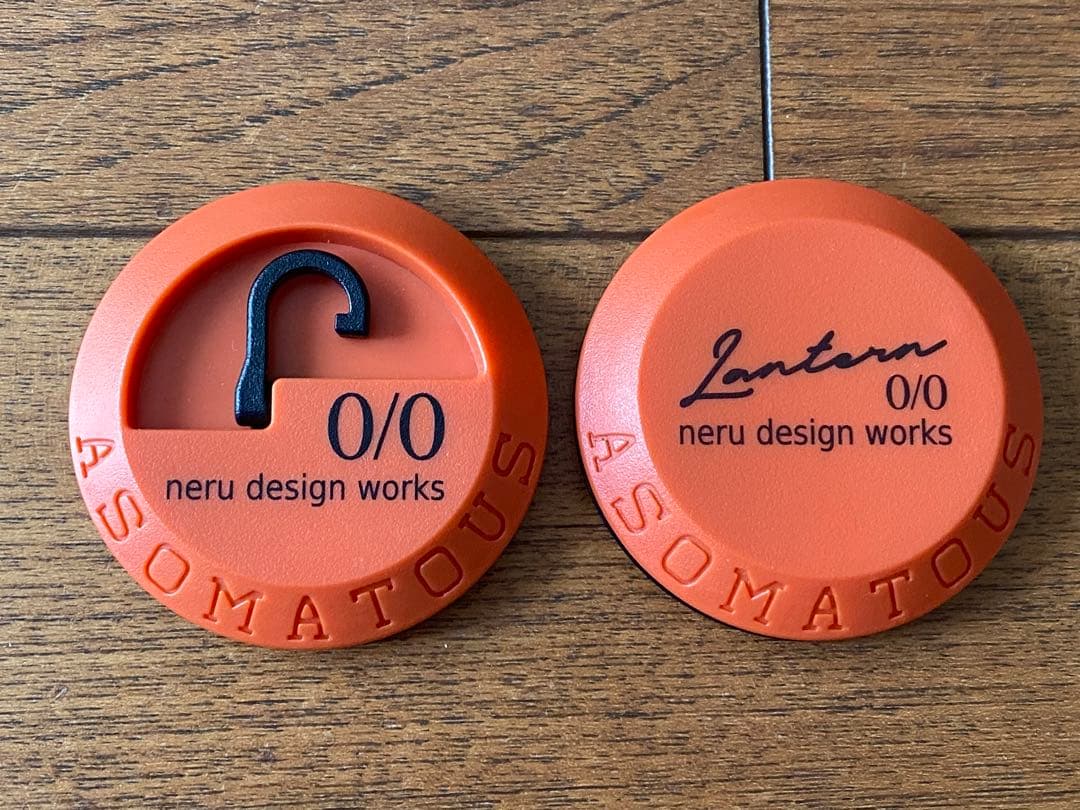 0/0
neru design works
ASOMATOUS
Lantern
0/0
neru design works
ASOMATOUS